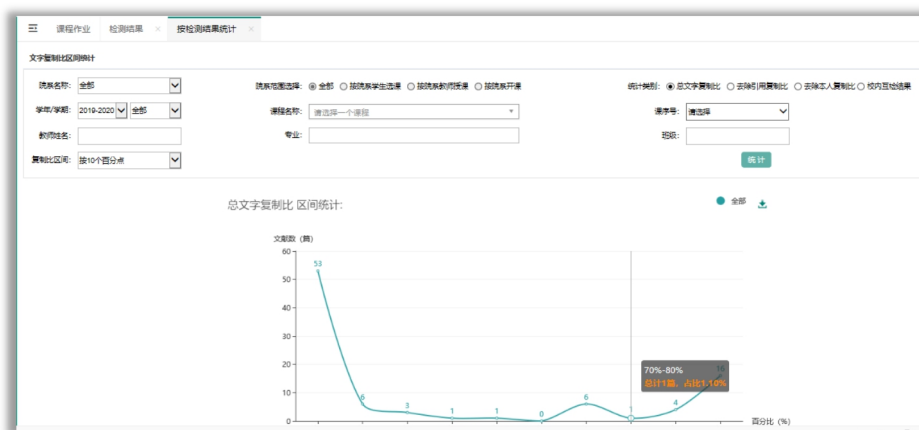 课程作业 检测结果 × 按检测结果统计 ×
文字复制比区间统计
院系名称: 全部 院系范围选择: 全部 按院系学生选课 按院系教师授课 按院系开课 统计类别: 总文字复制比 去除引用复制比 去除本人复制比 校内互检结果
学年/学期: 2019-2020 全部 课程名称: 请选择一个课程 课序号: 请选择
教师姓名: 专业: 班级:
复制比区间: 按10个百分点 统计
总文字复制比 区间统计: 全部
文献数 (篇)
60
53
50
40
30
20
70%-80% 16
总计1篇, 占比1.10%
10
6 3 1 1 0 6 1 4
0
百分比 (%)